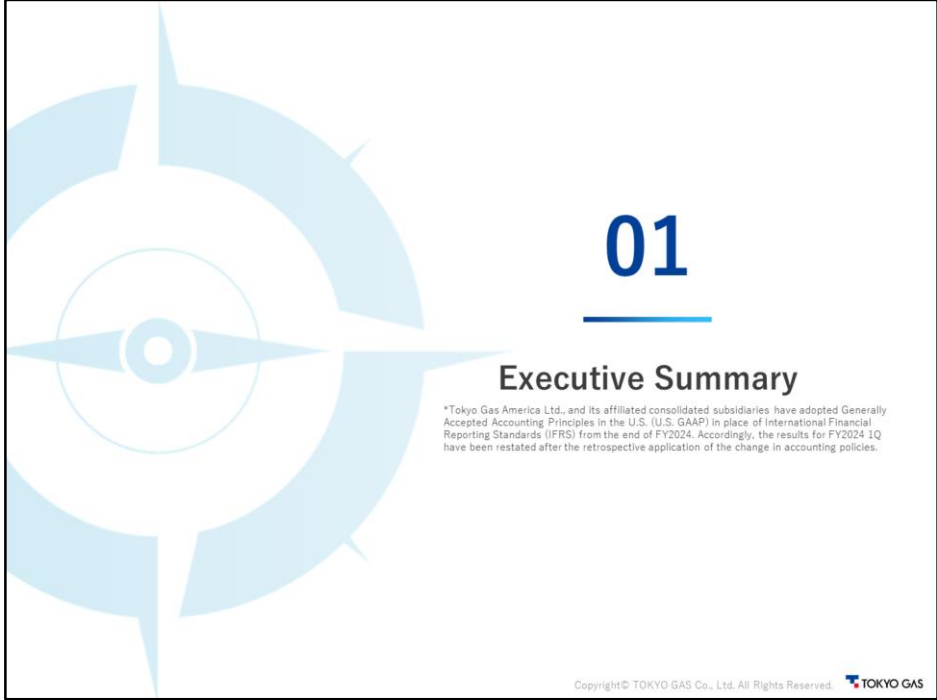 01
Executive Summary
*Tokyo Gas America Ltd., and its affiliated consolidated subsidiaries have adopted Generally
Accepted Accounting Principles in the U.S. (U.S. GAAP) in place of International Financial
Reporting Standards (IFRS) from the end of FY2024. Accordingly, the results for FY2024 1Q
have been restated after the retrospective application of the change in accounting policies.
Copyright© TOKYO GAS Co., Ltd. All Rights Reserved. TOKYO GAS